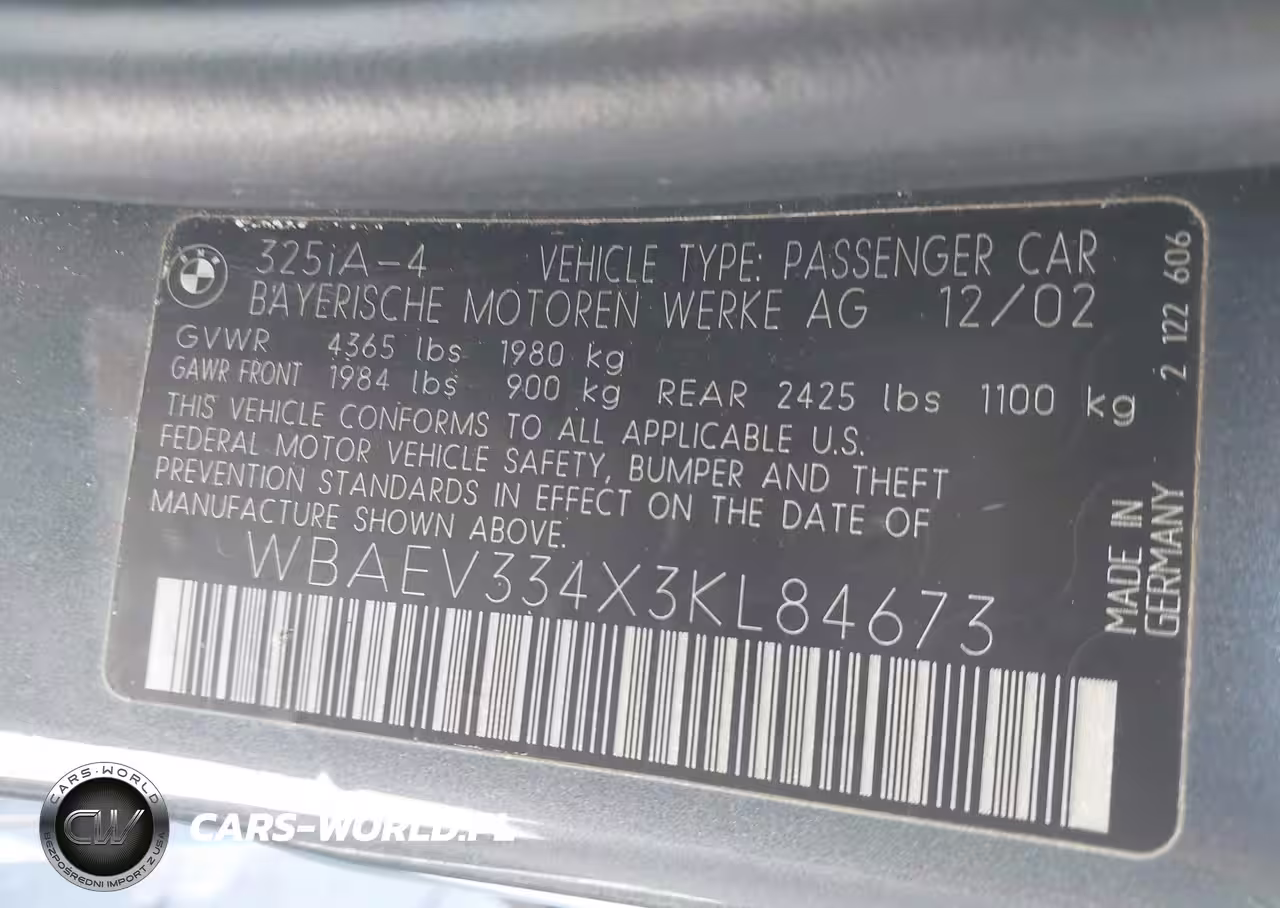 325iA-4 VEHICLE TYPE: PASSENGER CAR
BAYERISCHE MOTOREN WERKE AG 12/02
GVWR 4365 lbs 1980 kg
GAWR FRONT 1984 lbs 900 kg REAR 2425 lbs 1100 kg
THIS VEHICLE CONFORMS TO ALL APPLICABLE U.S.
FEDERAL MOTOR VEHICLE SAFETY, BUMPER AND THEFT
PREVENTION STANDARDS IN EFFECT ON THE DATE OF
MANUFACTURE SHOWN ABOVE.
WBAEV334X3KL84673
2 122 606
MADE IN
GERMANY
CARS-WORLD
CW
BEZPOŚREDNI IMPORT Z USA
CARS-WORLD.PL